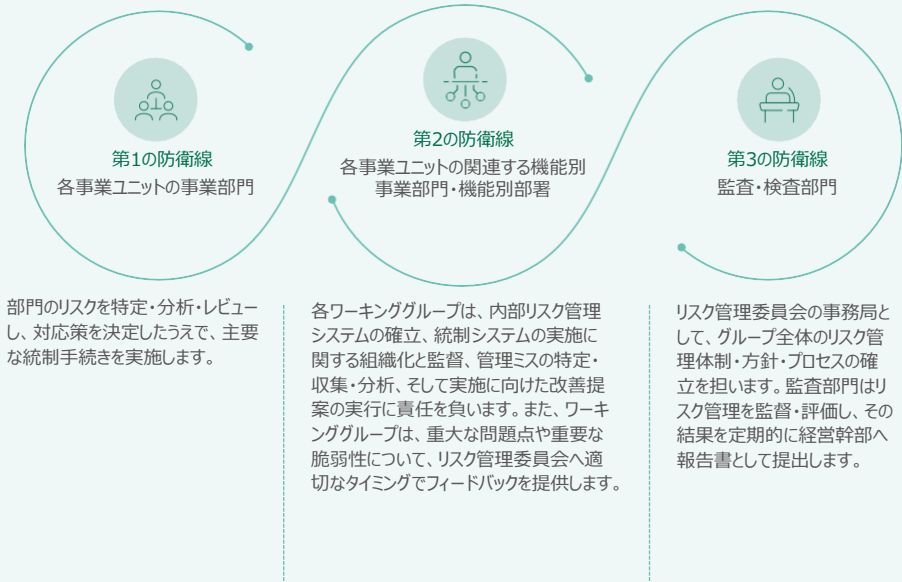 第1の防衛線
各事業ユニットの事業部門
部門のリスクを特定・分析・レビュー
し、対応策を決定したうえで、主要
な統制手続きを実施します。
第2の防衛線
各事業ユニットの関連する機能別
事業部門・機能別部署
各ワーキンググループは、内部リスク管理
システムの確立、統制システムの実施に
関する組織化と監督、管理ミスの特定・
収集・分析、そして実施に向けた改善提
案の実行に責任を負います。また、ワーキ
ンググループは、重大な問題点や重要な
脆弱性について、リスク管理委員会へ適
切なタイミングでフィードバックを提供します。
第3の防衛線
監査・検査部門
リスク管理委員会の事務局と
して、グループ全体のリスク管
理体制・方針・プロセスの確
立を担います。監査部門はリ
スク管理を監督・評価し、その
結果を定期的に経営幹部へ
報告書として提出します。